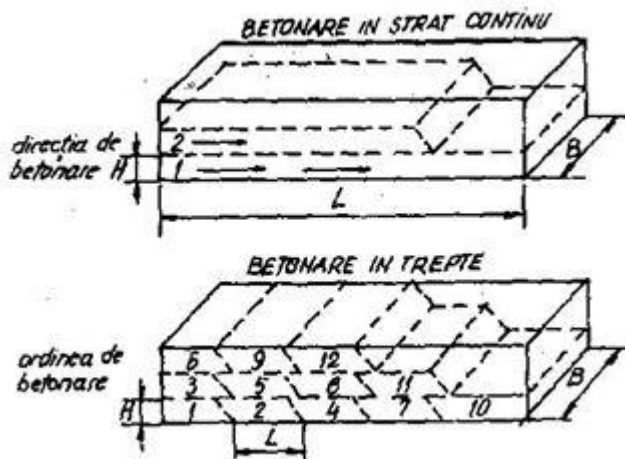 BETONARE IN STRAT CONTINU
directia de
betonare H
2
1
L
B
BETONARE IN TREPTE
ordinea de
betonare
H
6 9 12
3 5 8 11
1 2 4 7 10
L
B